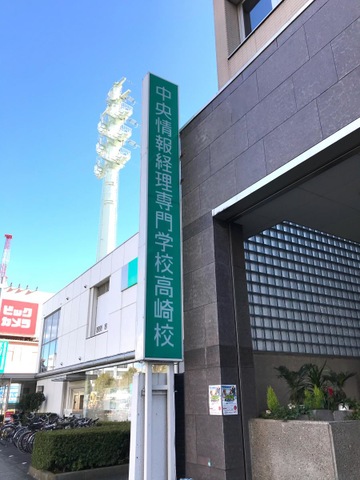 中央情報経理専門学校高崎校
ビック
カメラ